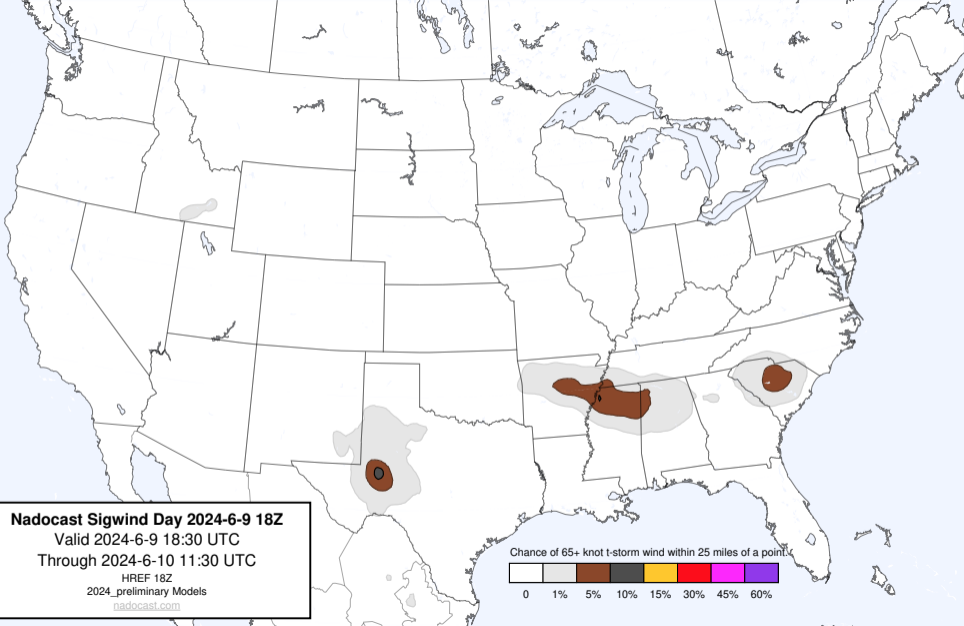 Nadocast Sigwind Day 2024-6-9 18Z
Valid 2024-6-9 18:30 UTC
Through 2024-6-10 11:30 UTC
HREF 18Z
2024_preliminary Models
nadocast.com
Chance of 65+ knot t-storm wind within 25 miles of a point.
0 1% 5% 10% 15% 30% 45% 60%